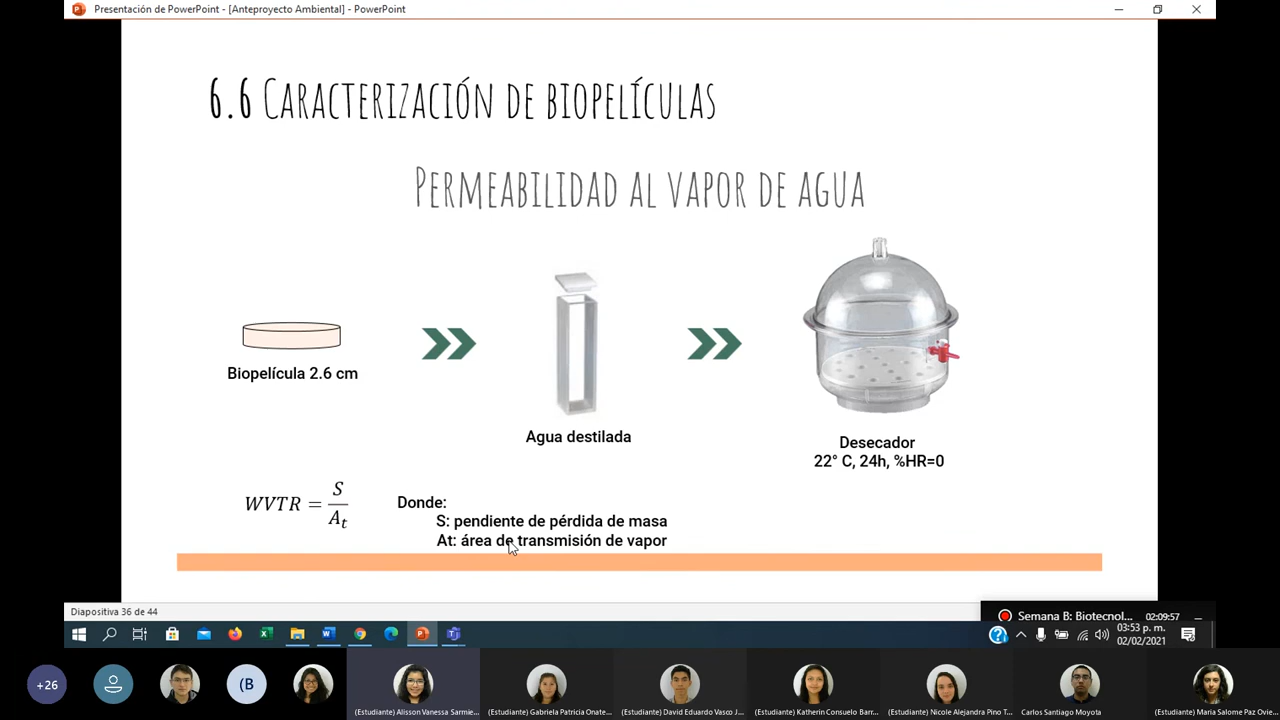 Presentación de PowerPoint - [Anteproyecto Ambiental] - PowerPoint
6.6 CARACTERIZACIÓN DE BIOPELÍCULAS
PERMEABILIDAD AL VAPOR DE AGUA
Biopelícula 2.6 cm
Agua destilada
Desecador
22° C, 24h, %HR=0
WVTR = S / At
Donde:
S: pendiente de pérdida de masa
At: área de transmisión de vapor
Diapositiva 36 de 44
Semana B: Biotecnol... 02:09:57
03:53 p. m.
02/02/2021
+26
(B
(Estudiante) Alisson Vanessa Sarmie...
(Estudiante) Gabriela Patricia Onate...
(Estudiante) David Eduardo Vasco J...
(Estudiante) Katherin Consuelo Barr...
(Estudiante) Nicole Alejandra Pino T...
Carlos Santiago Moyota
(Estudiante) Maria Salome Paz Ovie...